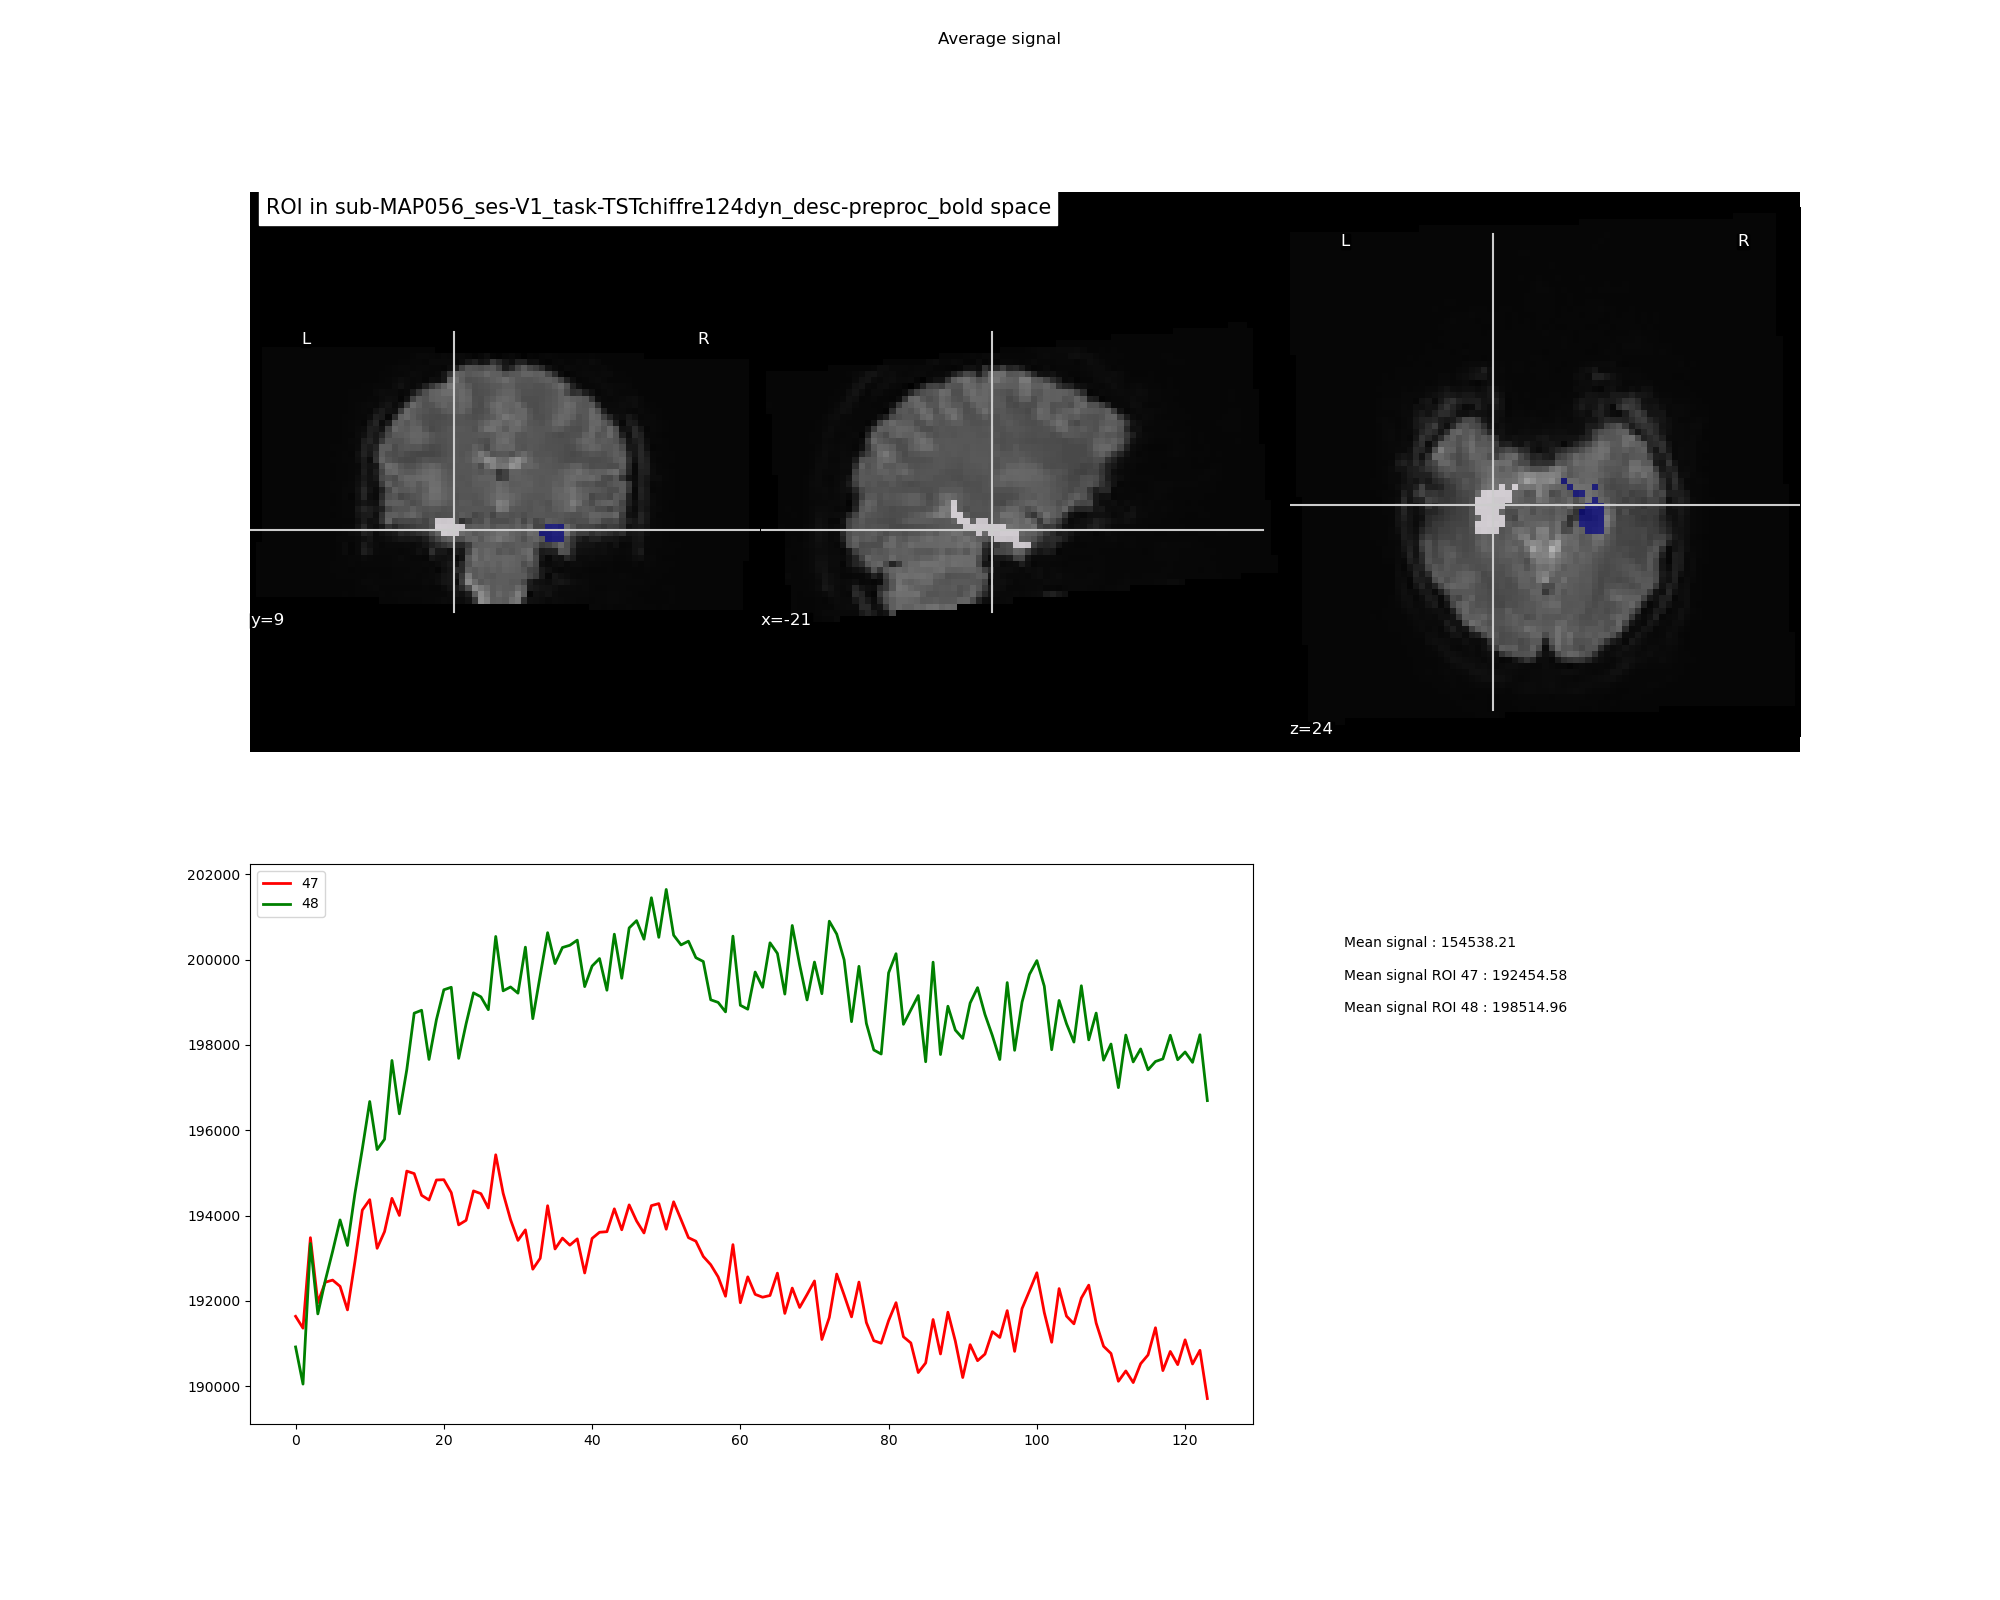 Average signal
ROI in sub-MAP056_ses-V1_task-TSTchiffre124dyn_desc-preproc_bold space
L
R
L
R
y=9
x=-21
z=24
202000
200000
198000
196000
194000
192000
190000
47
48
0
20
40
60
80
100
120
Mean signal : 154538.21
Mean signal ROI 47 : 192454.58
Mean signal ROI 48 : 198514.96